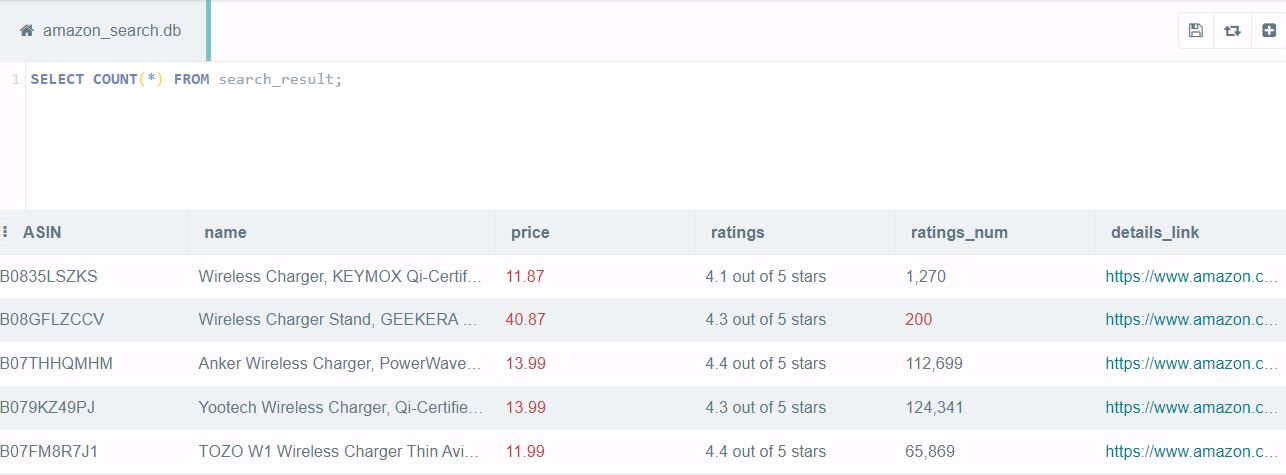 amazon_search.db
1 SELECT COUNT(*) FROM search_result;
ASIN name price ratings ratings_num details_link
B0835LSZKS Wireless Charger, KEYMOX Qi-Certif... 11.87 4.1 out of 5 stars 1,270 https://www.amazon.c...
B08GFLZCCV Wireless Charger Stand, GEEKERA ... 40.87 4.3 out of 5 stars 200 https://www.amazon.c...
B07THHQMHM Anker Wireless Charger, PowerWave... 13.99 4.4 out of 5 stars 112,699 https://www.amazon.c...
B079KZ49PJ Yootech Wireless Charger, Qi-Certifie... 13.99 4.3 out of 5 stars 124,341 https://www.amazon.c...
B07FM8R7J1 TOZO W1 Wireless Charger Thin Avi... 11.99 4.4 out of 5 stars 65,869 https://www.amazon.c...